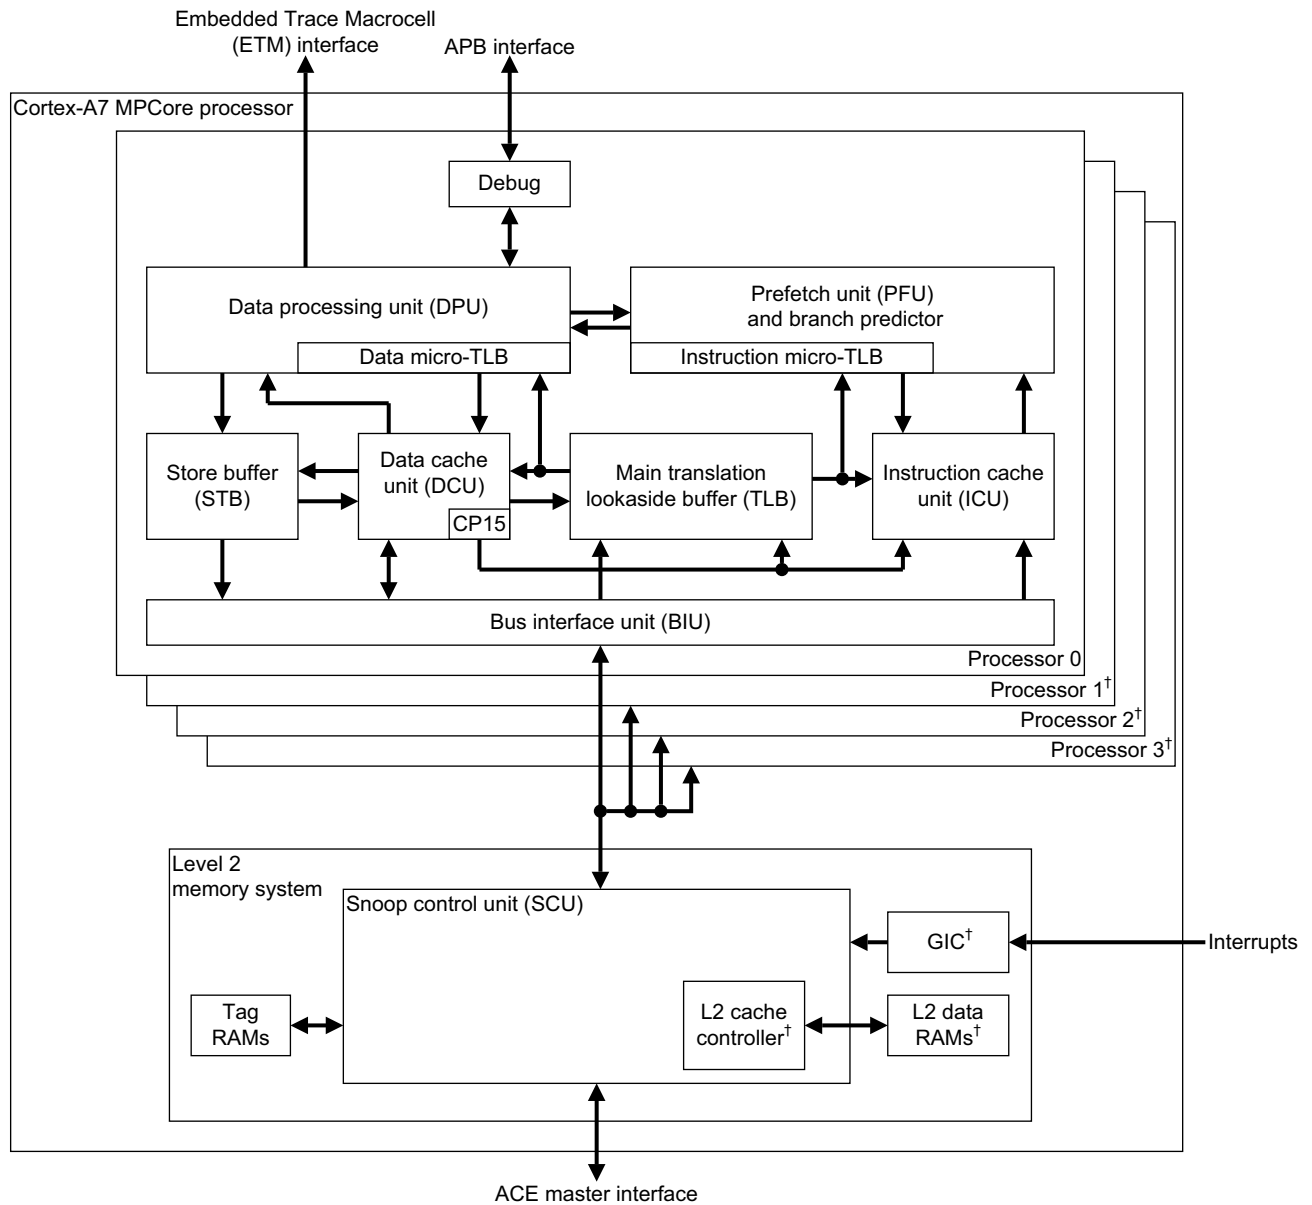 Embedded Trace Macrocell
(ETM) interface
APB interface
Cortex-A7 MPCore processor
Debug
Data processing unit (DPU)
Prefetch unit (PFU)
and branch predictor
Data micro-TLB
Instruction micro-TLB
Store buffer
(STB)
Data cache
unit (DCU)
CP15
Main translation
lookaside buffer (TLB)
Instruction cache
unit (ICU)
Bus interface unit (BIU)
Processor 0
Processor 1†
Processor 2†
Processor 3†
Level 2
memory system
Snoop control unit (SCU)
GIC†
Interrupts
Tag
RAMs
L2 cache
controller†
L2 data
RAMs†
ACE master interface